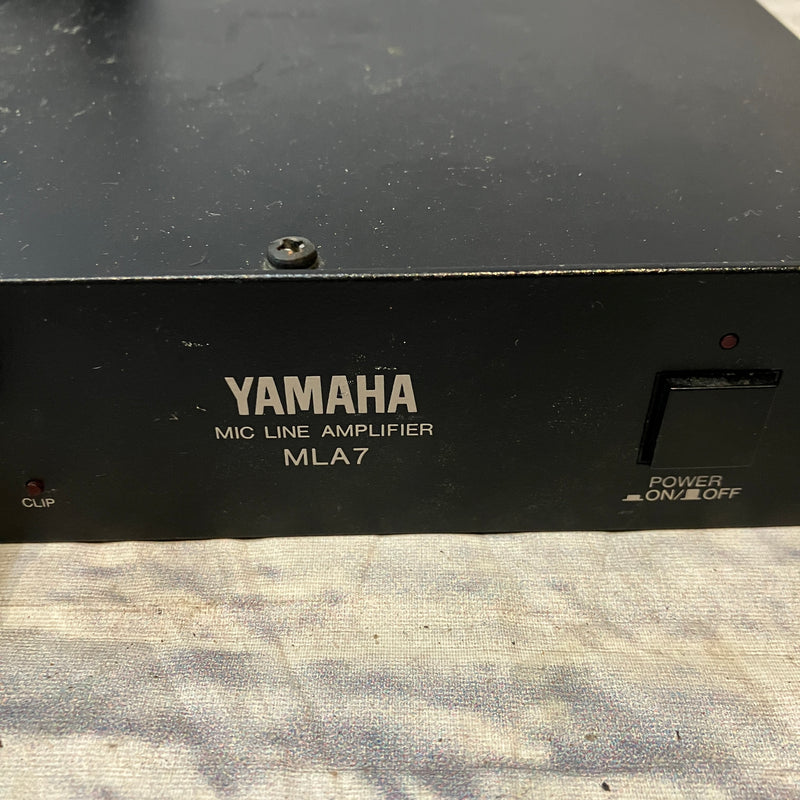 YAMAHA
MIC LINE AMPLIFIER
MLA7
CLIP
POWER
ON/ OFF